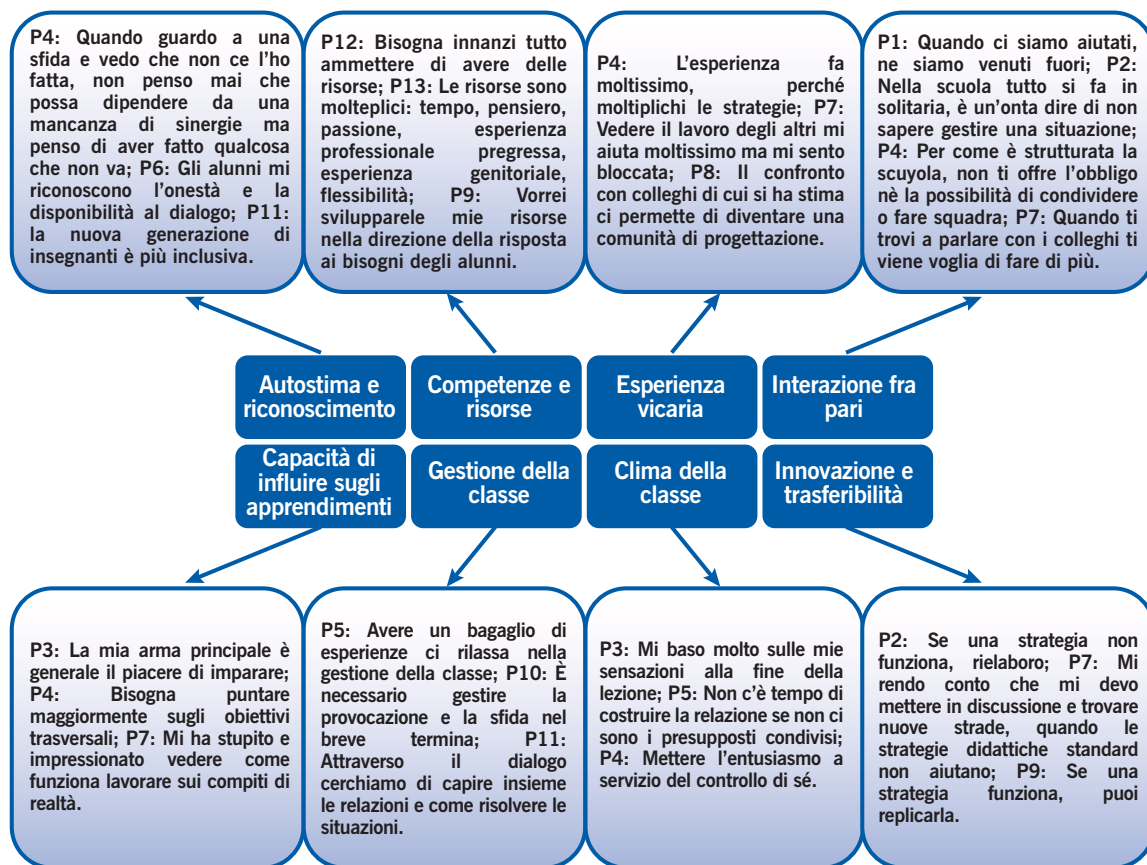 P4: Quando guardo a una
sfida e vedo che non ce l'ho
fatta, non penso mai che
possa dipendere da una
mancanza di sinergie ma
penso di aver fatto qualcosa
che non va; P6: Gli alunni mi
riconoscono l'onestà e la
disponibilità al dialogo; P11:
la nuova generazione di
insegnanti è più inclusiva.
P12: Bisogna innanzi tutto
ammettere di avere delle
risorse; P13: Le risorse sono
molteplici: tempo, pensiero,
passione, esperienza
professionale pregressa,
esperienza genitoriale,
flessibilità; P9: Vorrei
svilupparele mie risorse
nella direzione della risposta
ai bisogni degli alunni.
P4: L'esperienza fa
moltissimo, perché
moltiplichi le strategie; P7:
Vedere il lavoro degli altri mi
aiuta moltissimo ma mi sento
bloccata; P8: Il confronto
con colleghi di cui si ha stima
ci permette di diventare una
comunità di progettazione.
P1: Quando ci siamo aiutati,
ne siamo venuti fuori; P2:
Nella scuola tutto si fa in
solitaria, è un'onta dire di non
sapere gestire una situazione;
P4: Per come è strutturata la
scuyola, non ti offre l'obbligo
nè la possibilità di condividere
o fare squadra; P7: Quando ti
trovi a parlare con i colleghi ti
viene voglia di fare di più.
Autostima e
riconoscimento
Competenze e
risorse
Esperienza
vicaria
Interazione fra
pari
Capacità di
influire sugli
apprendimenti
Gestione della
classe
Clima della
classe
Innovazione e
trasferibilità
P3: La mia arma principale è
generale il piacere di imparare;
P4: Bisogna puntare
maggiormente sugli obiettivi
trasversali; P7: Mi ha stupito e
impressionato vedere come
funziona lavorare sui compiti di
realtà.
P5: Avere un bagaglio di
esperienze ci rilassa nella
gestione della classe; P10: È
necessario gestire la
provocazione e la sfida nel
breve termina; P11:
Attraverso il dialogo
cerchiamo di capire insieme
le relazioni e come risolvere le
situazioni.
P3: Mi baso molto sulle mie
sensazioni alla fine della
lezione; P5: Non c'è tempo di
costruire la relazione se non ci
sono i presupposti condivisi;
P4: Mettere l'entusiasmo a
servizio del controllo di sé.
P2: Se una strategia non
funziona, rielaboro; P7: Mi
rendo conto che mi devo
mettere in discussione e trovare
nuove strade, quando le
strategie didattiche standard
non aiutano; P9: Se una
strategia funziona, puoi
replicarla.